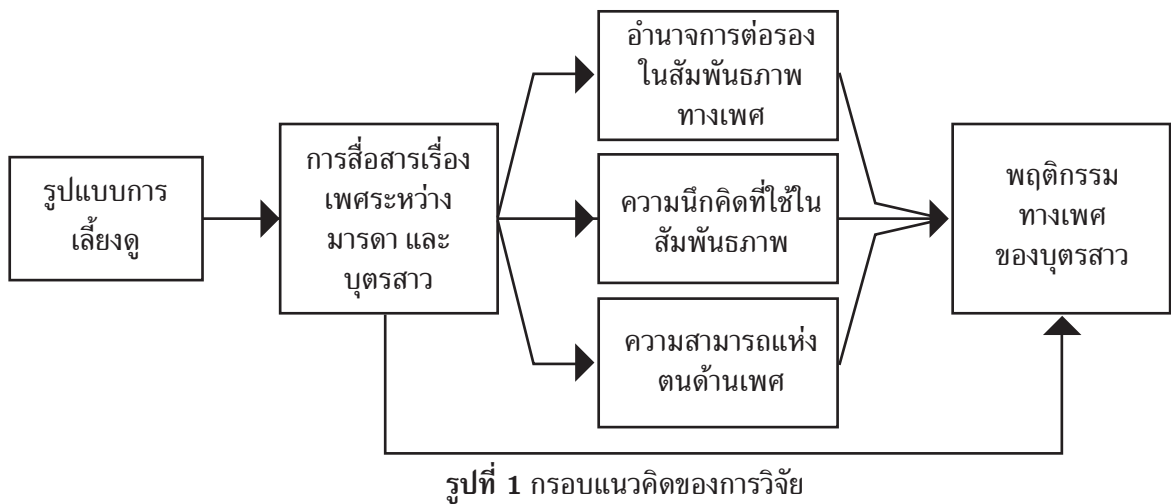 รูปแบบการ
เลี้ยงดู
การสื่อสารเรื่อง
เพศระหว่าง
มารดา และ
บุตรสาว
อำนาจการต่อรอง
ในสัมพันธภาพ
ทางเพศ
ความนึกคิดที่ใช้ใน
สัมพันธภาพ
ความสามารถแห่ง
ตนด้านเพศ
พฤติกรรม
ทางเพศ
ของบุตรสาว
รูปที่ 1 กรอบแนวคิดของการวิจัย